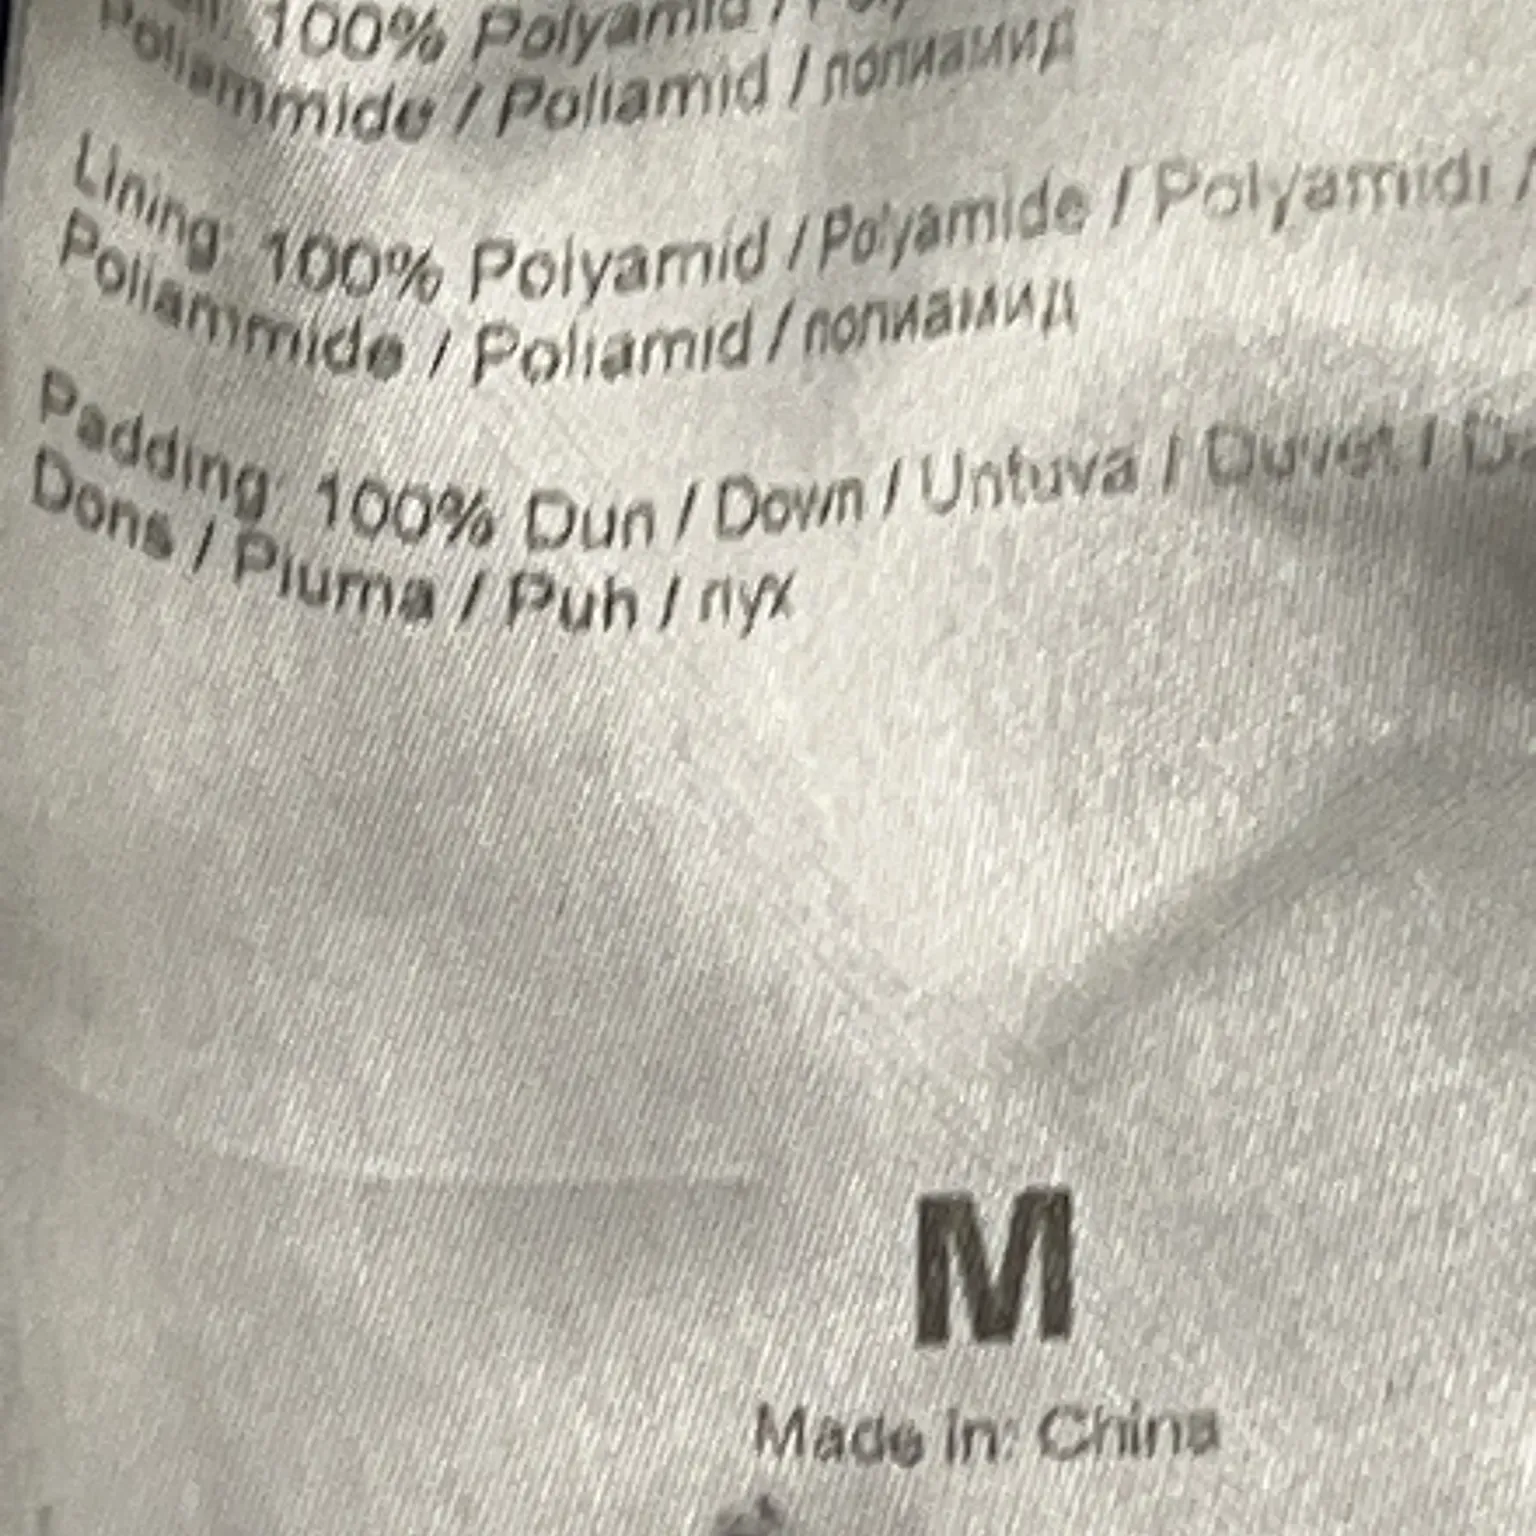 100% Polyamid /
Poliammide / Poliamid / полиамид
Lining: 100% Polyamid / Polyamide / Polyamidi /
Poliammide / Poliamid / полиамид
Padding: 100% Dun / Down / Untuva / Duvet /
Dons / Piuma / Puh / пух
M
Made in: China